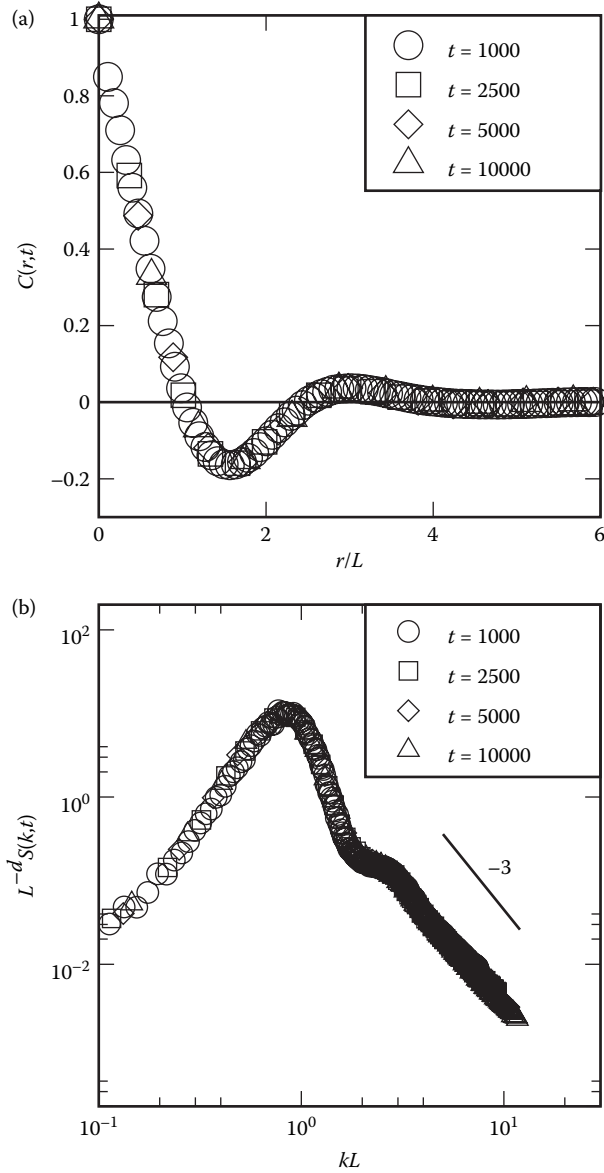 (a)
1
0.8
0.6
0.4
0.2
0
−0.2
C(r,t)
0
2
4
6
r/L
t = 1000
t = 2500
t = 5000
t = 10000
(b)
10²
10⁰
10⁻²
L⁻ᵈ S(k,t)
10⁻¹
10⁰
10¹
kL
t = 1000
t = 2500
t = 5000
t = 10000
−3